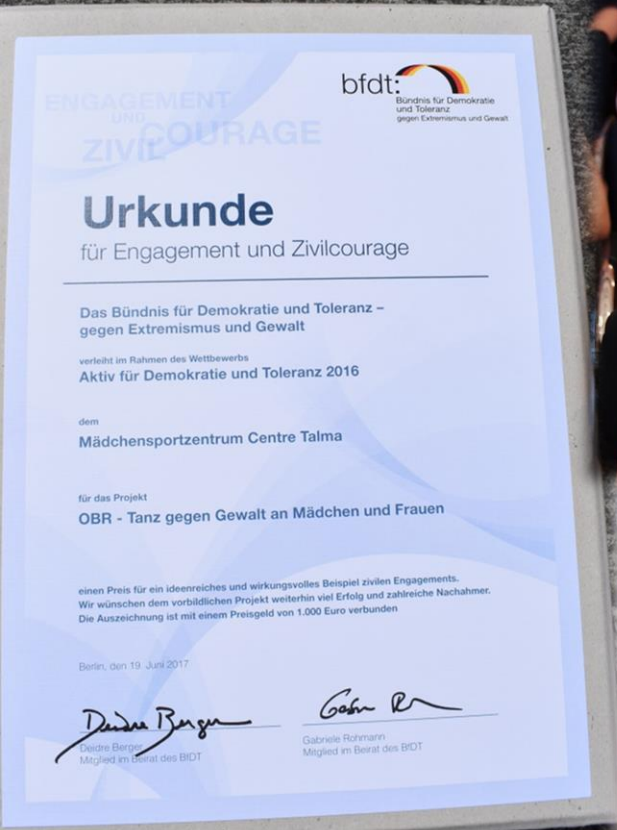 bfdt:
Bündnis für Demokratie
und Toleranz
gegen Extremismus und Gewalt
ENGAGEMENT
UND
ZIVILCOURAGE
Urkunde
für Engagement und Zivilcourage
Das Bündnis für Demokratie und Toleranz –
gegen Extremismus und Gewalt
verleiht im Rahmen des Wettbewerbs
Aktiv für Demokratie und Toleranz 2016
dem
Mädchensportzentrum Centre Talma
für das Projekt
OBR - Tanz gegen Gewalt an Mädchen und Frauen
einen Preis für ein ideenreiches und wirkungsvolles Beispiel zivilen Engagements.
Wir wünschen dem vorbildlichen Projekt weiterhin viel Erfolg und zahlreiche Nachahmer.
Die Auszeichnung ist mit einem Preisgeld von 1.000 Euro verbunden
Berlin, den 19. Juni 2017
Deidre Berger
Deidre Berger
Mitglied im Beirat des BfDT
Gabriele Rohmann
Mitglied im Beirat des BfDT